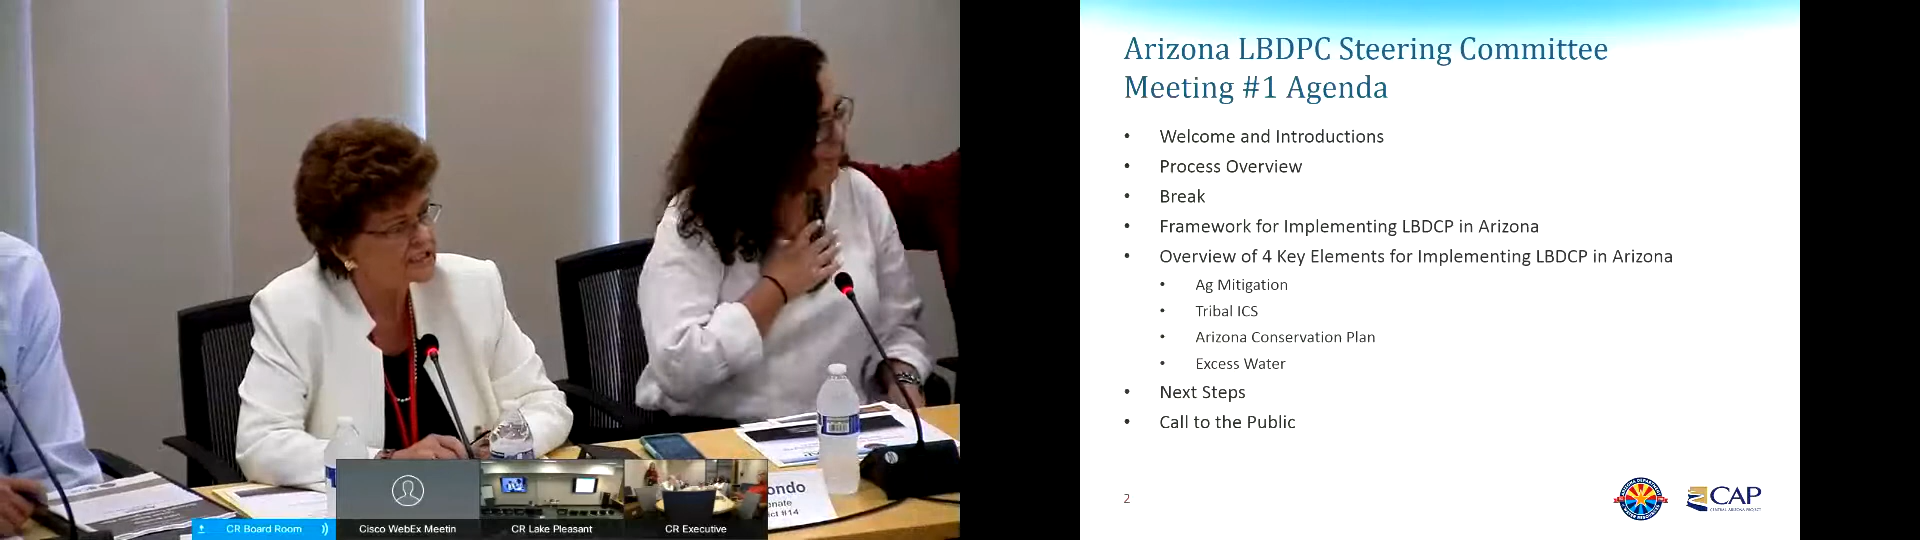 ondo
enate
ct #14
CR Board Room
Cisco WebEx Meetin
CR Lake Pleasant
CR Executive
Arizona LBDPC Steering Committee
Meeting #1 Agenda
• Welcome and Introductions
• Process Overview
• Break
• Framework for Implementing LBDCP in Arizona
• Overview of 4 Key Elements for Implementing LBDCP in Arizona
• Ag Mitigation
• Tribal ICS
• Arizona Conservation Plan
• Excess Water
• Next Steps
• Call to the Public
2
CAP
CENTRAL ARIZONA PROJECT